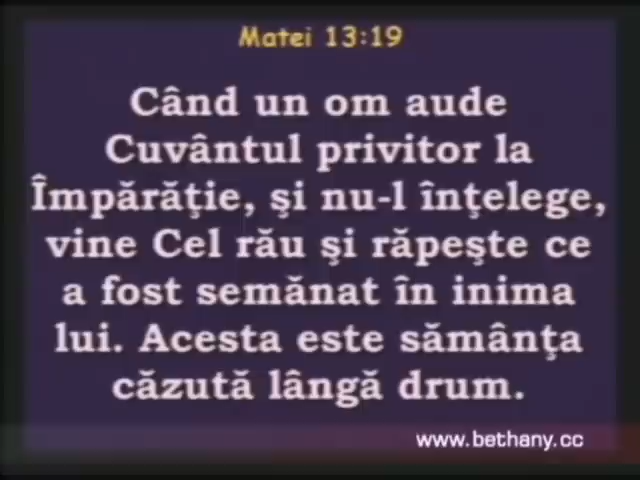 Matei 13:19
Când un om aude
Cuvântul privitor la
Împărăţie, şi nu-l înţelege,
vine Cel rău şi răpeşte ce
a fost semănat în inima
lui. Acesta este sămânţa
căzută lângă drum.
www.bethany.cc